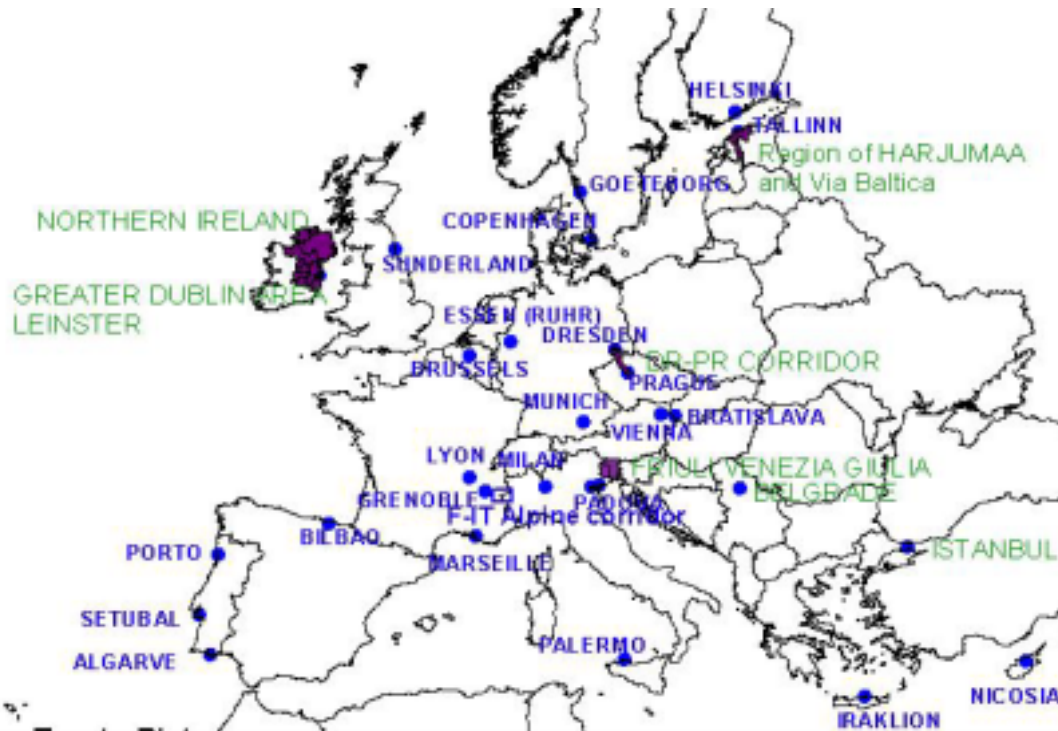 HELSINKI
TALLINN
Region of HARJUMAA
and Via Baltica
GOETEBORG
NORTHERN IRELAND
COPENHAGEN
SUNDERLAND
GREATER DUBLIN AREA
LEINSTER
ESSEN (RUHR)
DRESDEN
BRUSSELS
DR-PR CORRIDOR
PRAGUE
MUNICH
VIENNA
BRATISLAVA
LYON
MILAN
FRIULI VENEZIA GIULIA
GRENOBLE
PADOVA
BELGRADE
F-IT Alpine corridor
BILBAO
PORTO
MARSEILLE
ISTANBUL
SETUBAL
PALERMO
ALGARVE
NICOSIA
IRAKLION